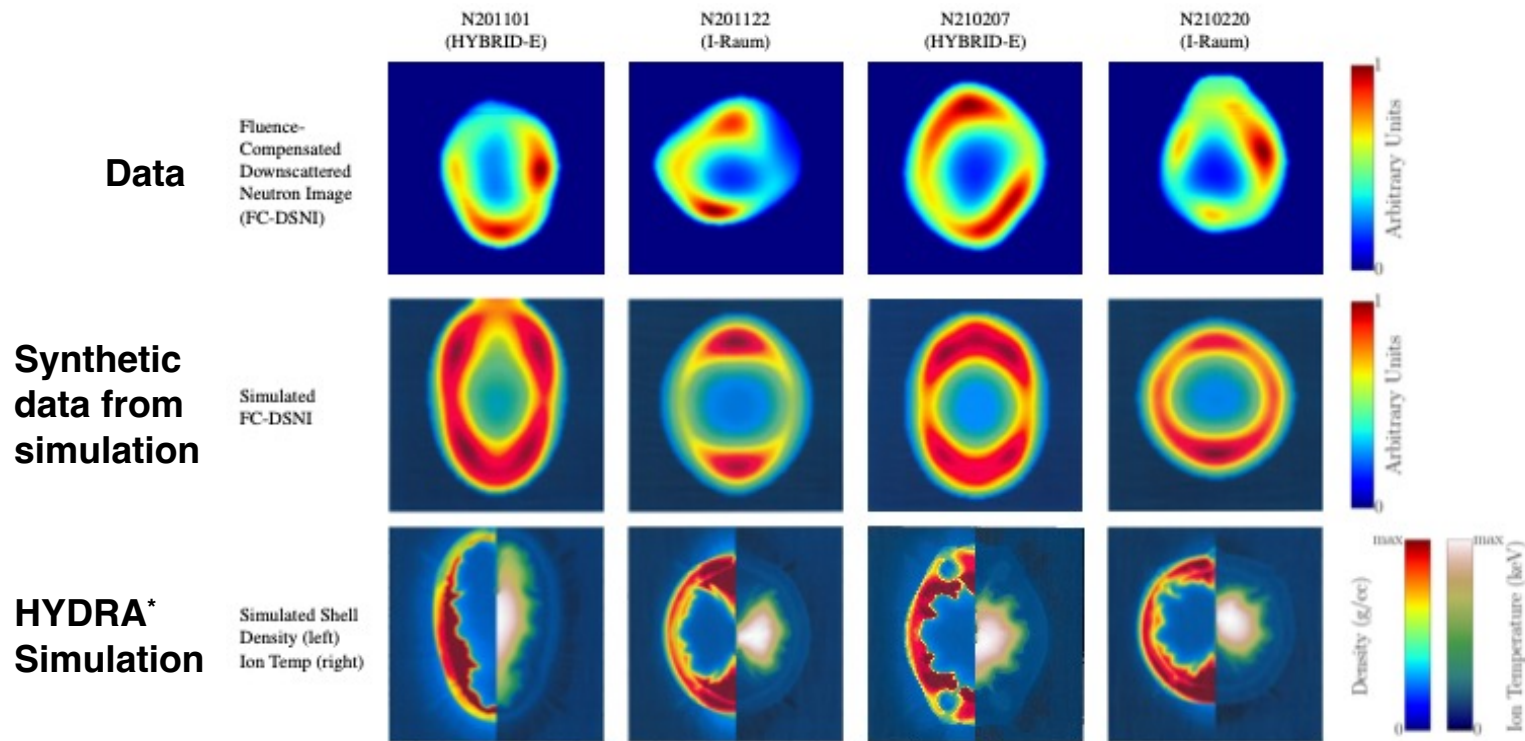 N201101
(HYBRID-E)
N201122
(I-Raum)
N210207
(HYBRID-E)
N210220
(I-Raum)
Data
Fluence-
Compensated
Downscattered
Neutron Image
(FC-DSNI)
1
0
Arbitrary Units
Synthetic
data from
simulation
Simulated
FC-DSNI
1
0
Arbitrary Units
HYDRA*
Simulation
Simulated Shell
Density (left)
Ion Temp (right)
Density (g/cc)
max
0
max
0
Ion Temperature (keV)